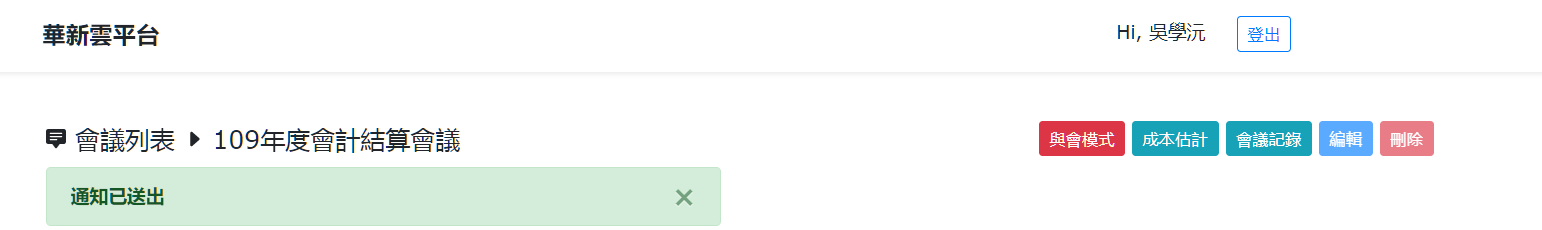 華新雲平台
Hi, 吳學沅
登出
會議列表 109年度會計結算會議
與會模式 成本估計 會議記錄 編輯 刪除
通知已送出